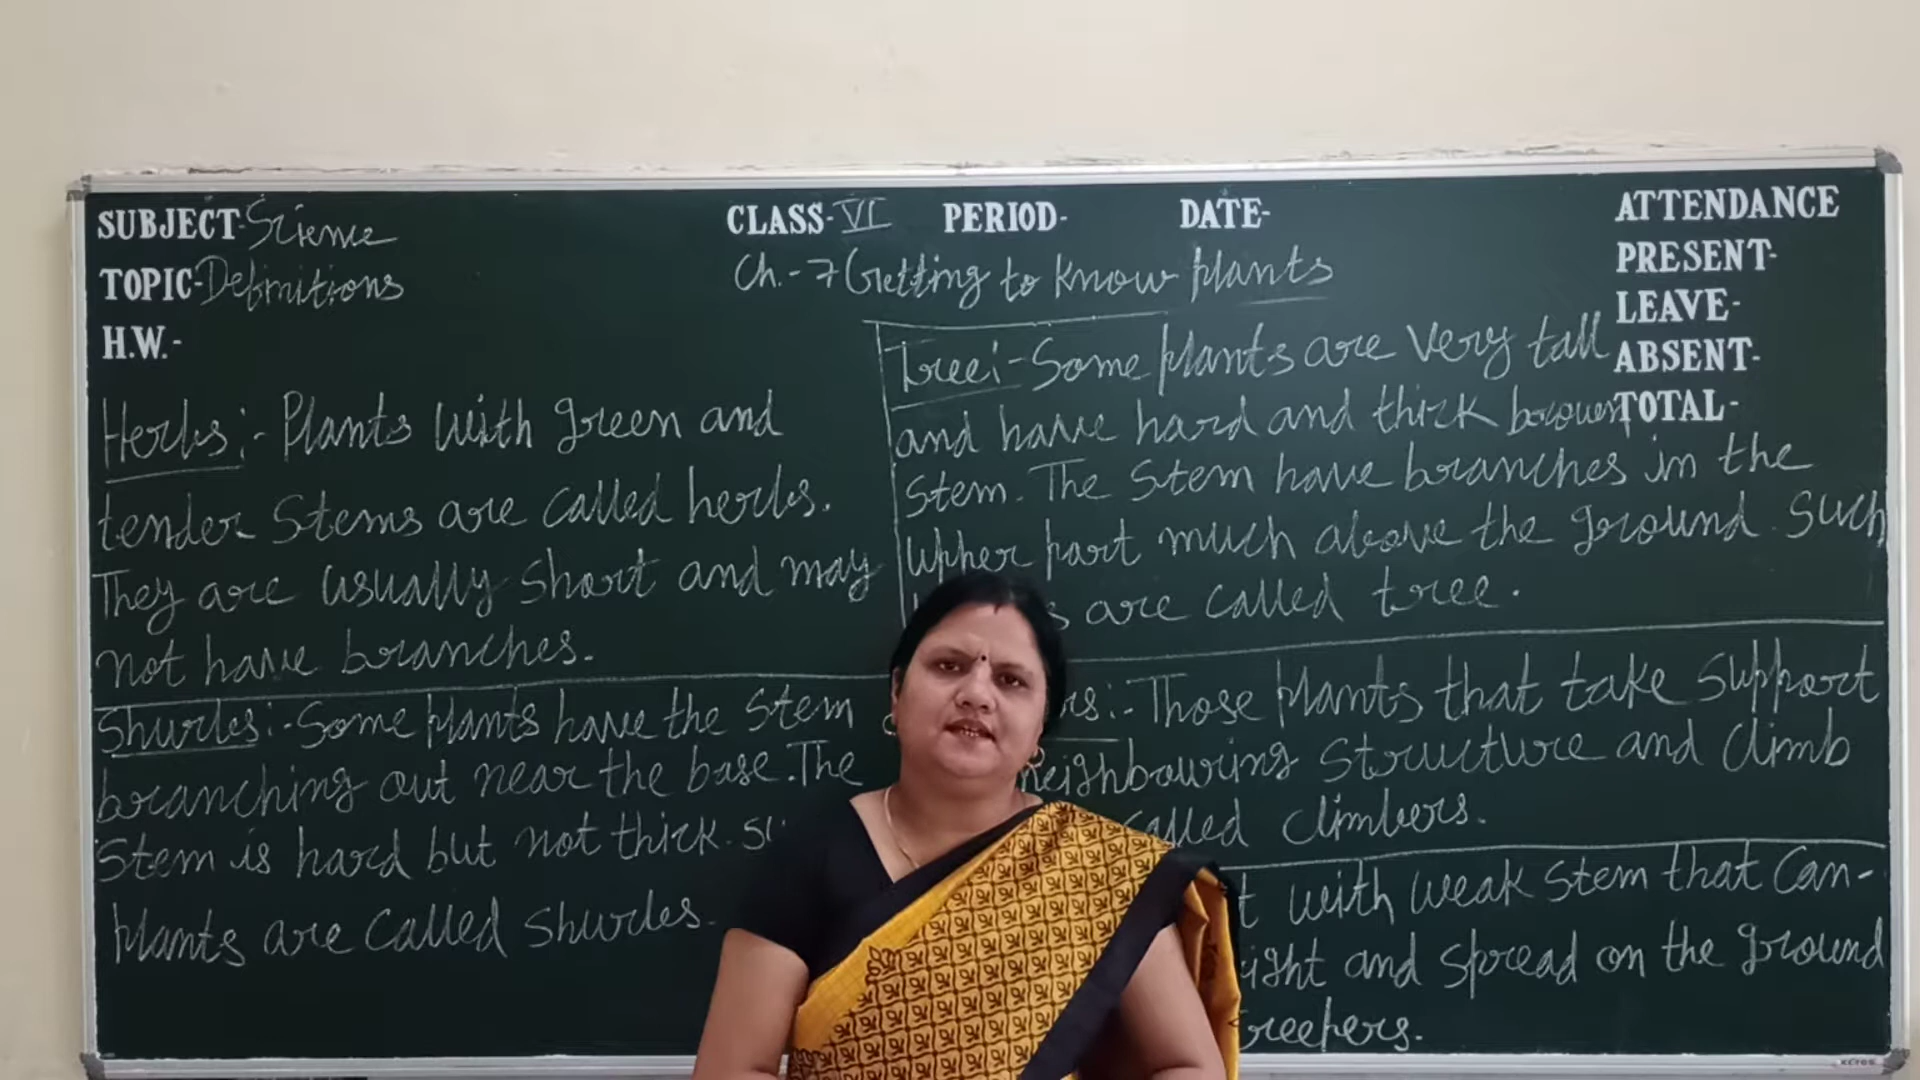 SUBJECT-Science
TOPIC-Definitions
H.W.-
CLASS-VI PERIOD- DATE-
Ch.-7 Getting to know plants
ATTENDANCE
PRESENT-
LEAVE-
ABSENT-
TOTAL-
Herbs:- Plants with green and
tender stems are called herbs.
They are usually short and may
not have branches.
Shurbs:- Some plants have the stem
branching out near the base. The
stem is hard but not thick. su
plants are called shurbs.
Tree:- Some plants are very tall
and have hard and thick brown
stem. The stem have branches in the
upper part much above the ground. Such
are called tree.
rs:- Those plants that take support
neighbouring structure and climb
called climbers.
t with weak stem that can-
ight and spread on the ground
creepers.